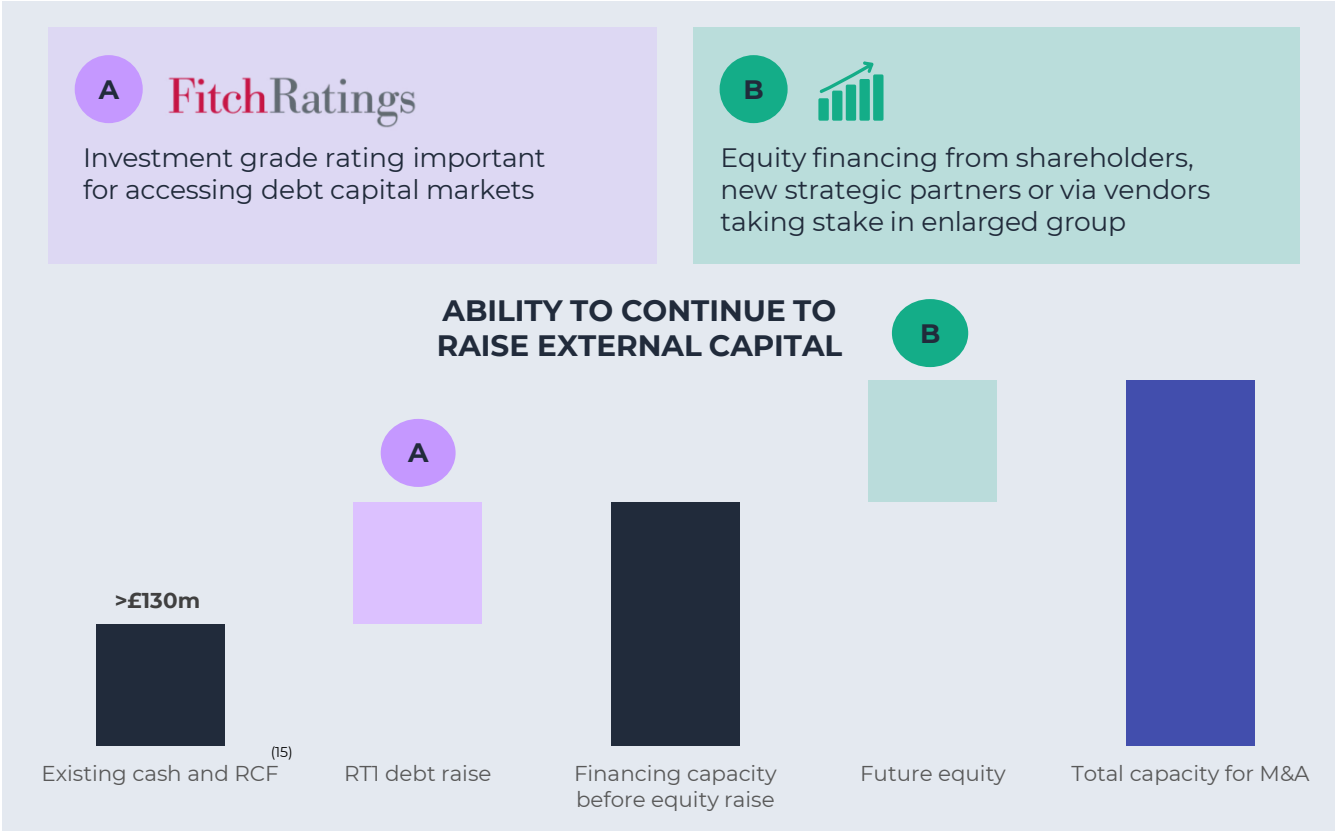 A
FitchRatings
Investment grade rating important
for accessing debt capital markets
B
Equity financing from shareholders,
new strategic partners or via vendors
taking stake in enlarged group
ABILITY TO CONTINUE TO
RAISE EXTERNAL CAPITAL
B
A
>£130m
(15)
Existing cash and RCF
RT1 debt raise
Financing capacity
before equity raise
Future equity
Total capacity for M&A